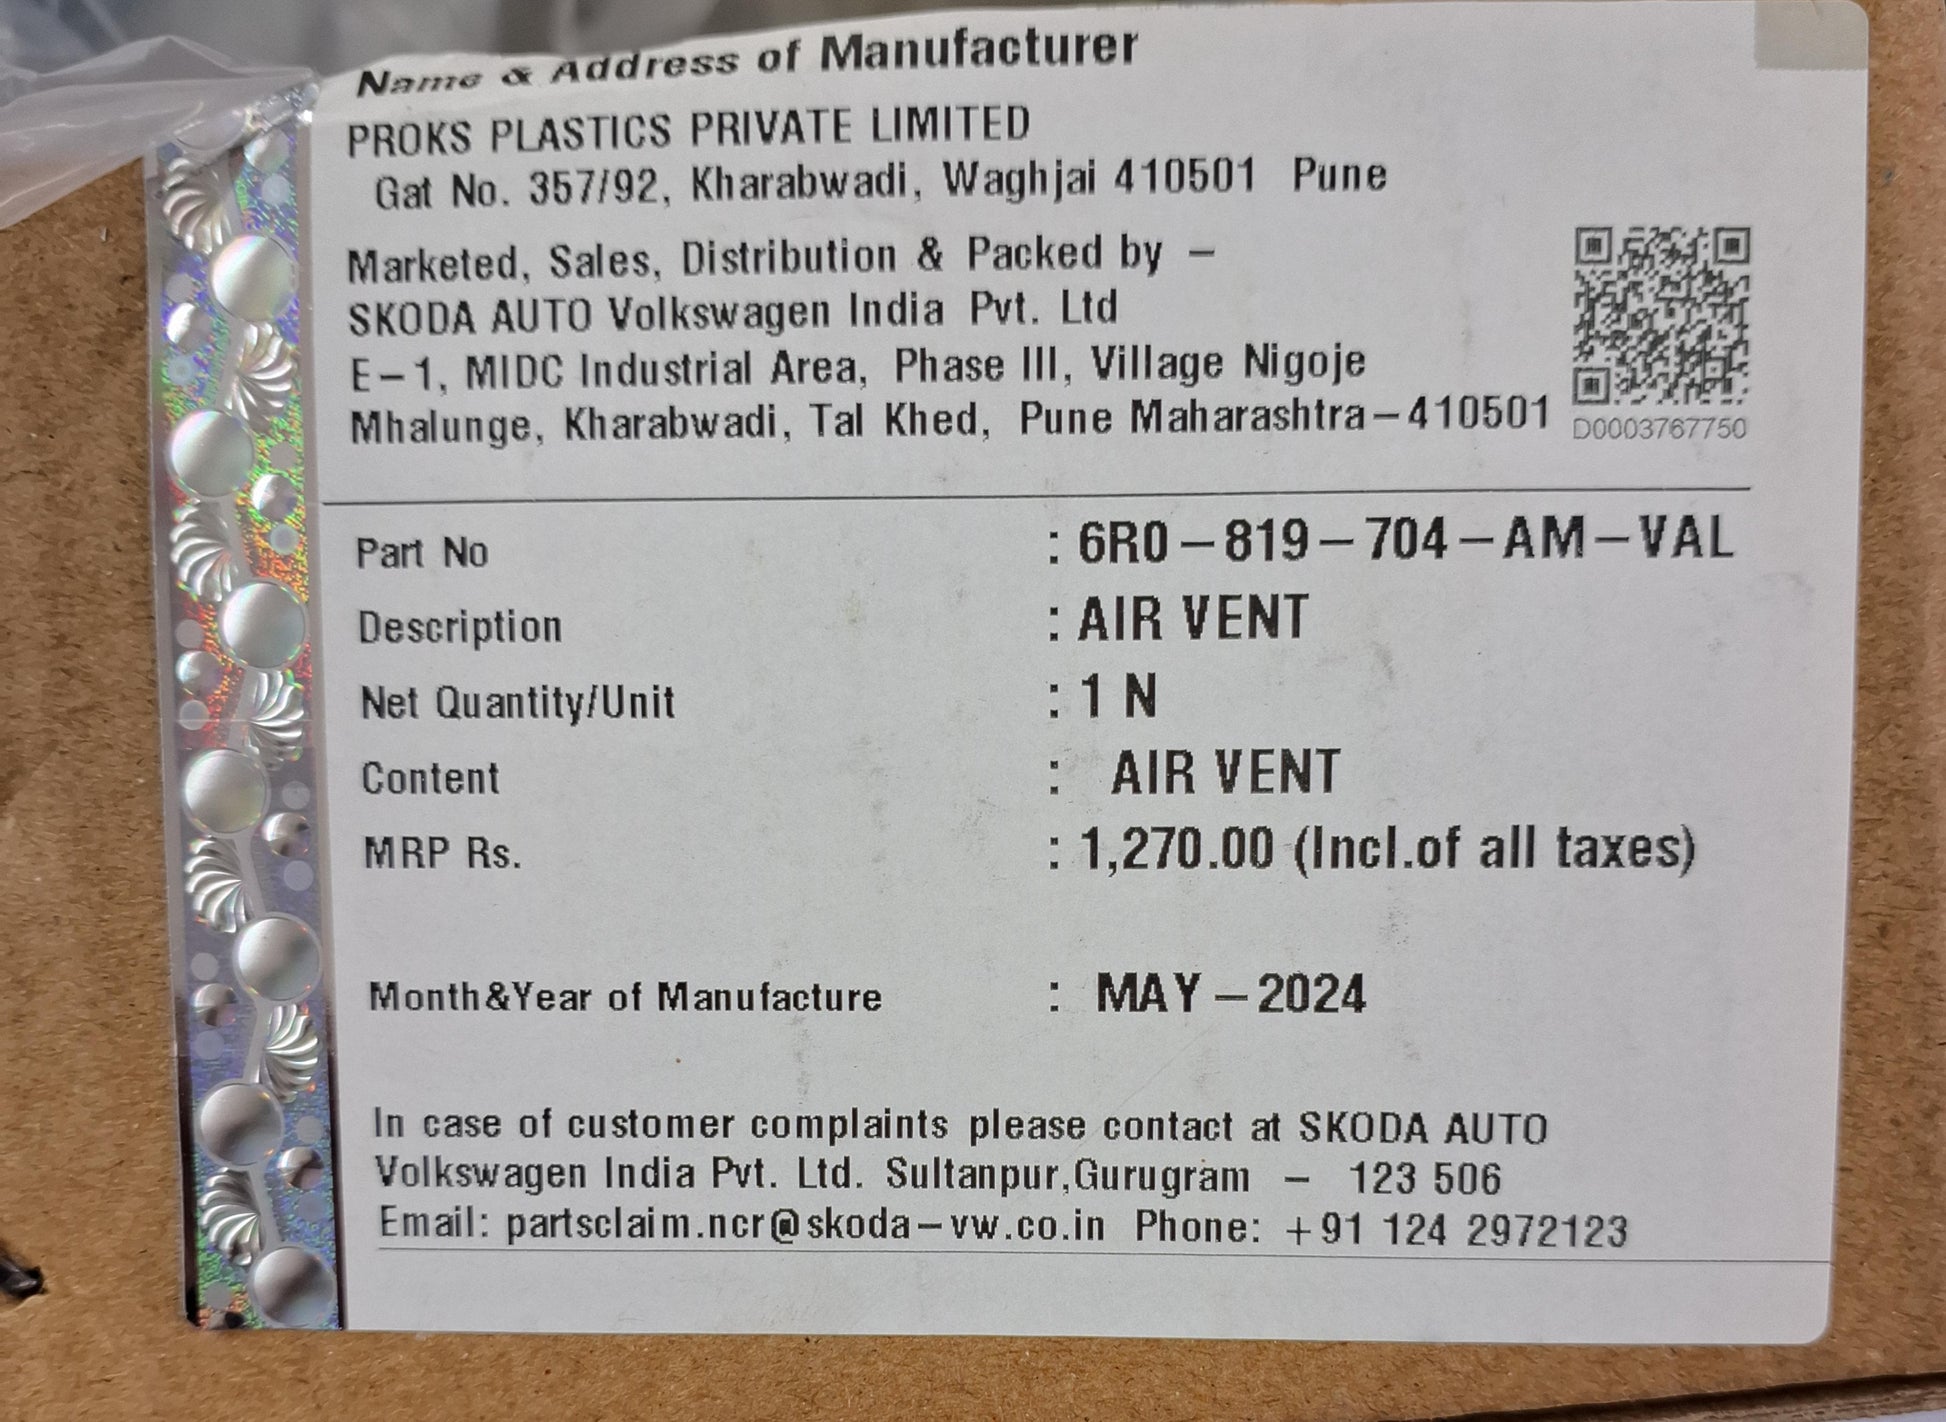 Name & Address of Manufacturer
PROKS PLASTICS PRIVATE LIMITED
Gat No. 357/92, Kharabwadi, Waghjai 410501 Pune
Marketed, Sales, Distribution & Packed by –
SKODA AUTO Volkswagen India Pvt. Ltd
E–1, MIDC Industrial Area, Phase III, Village Nigoje
Mhalunge, Kharabwadi, Tal Khed, Pune Maharashtra–410501
D0003767750
Part No : 6R0–819–704–AM–VAL
Description : AIR VENT
Net Quantity/Unit : 1 N
Content : AIR VENT
MRP Rs. : 1,270.00 (Incl.of all taxes)
Month&Year of Manufacture : MAY–2024
In case of customer complaints please contact at SKODA AUTO
Volkswagen India Pvt. Ltd. Sultanpur,Gurugram – 123 506
Email: partsclaim.ncr@skoda–vw.co.in Phone: +91 124 2972123